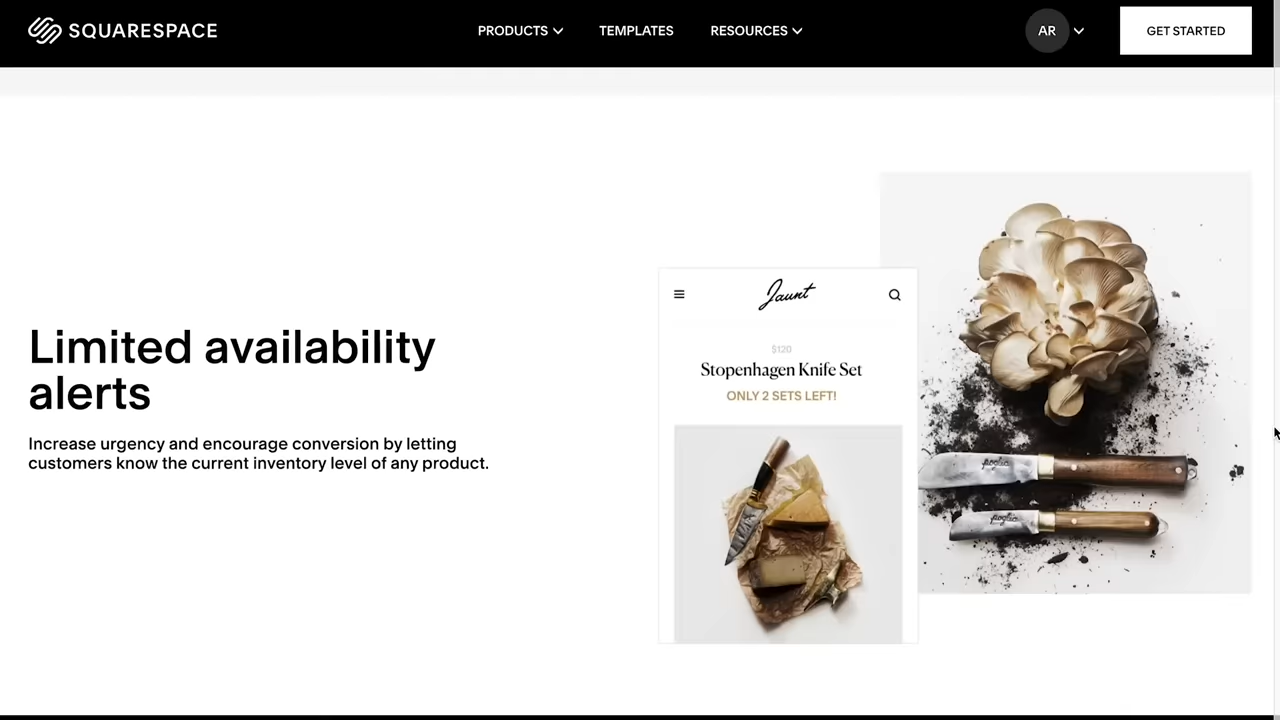 SQUARESPACE
PRODUCTS
TEMPLATES
RESOURCES
AR
GET STARTED
Limited availability
alerts
Increase urgency and encourage conversion by letting
customers know the current inventory level of any product.
Jaunt
$120
Stopenhagen Knife Set
ONLY 2 SETS LEFT!